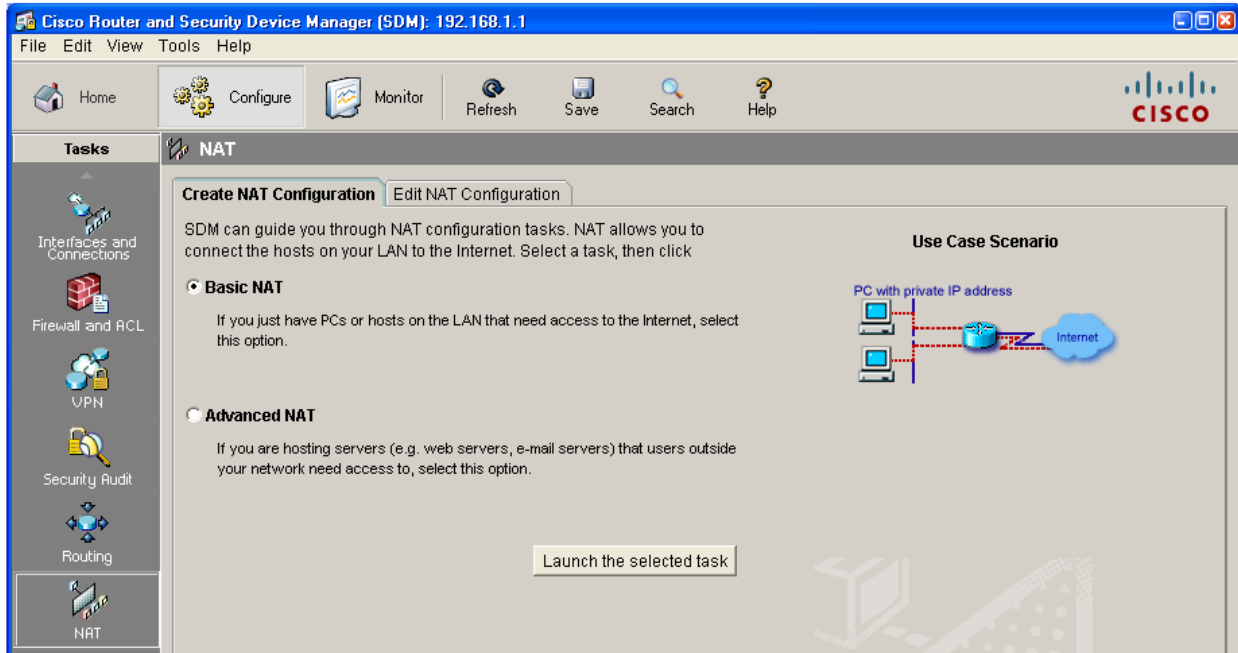 Cisco Router and Security Device Manager (SDM): 192.168.1.1
File Edit View Tools Help
Home Configure Monitor Refresh Save Search Help
CISCO
Tasks
NAT
Interfaces and
Connections
Firewall and ACL
VPN
Security Audit
Routing
NAT
Create NAT Configuration Edit NAT Configuration
SDM can guide you through NAT configuration tasks. NAT allows you to
connect the hosts on your LAN to the Internet. Select a task, then click
Basic NAT
If you just have PCs or hosts on the LAN that need access to the Internet, select
this option.
Advanced NAT
If you are hosting servers (e.g. web servers, e-mail servers) that users outside
your network need access to, select this option.
Launch the selected task
Use Case Scenario
PC with private IP address
Internet